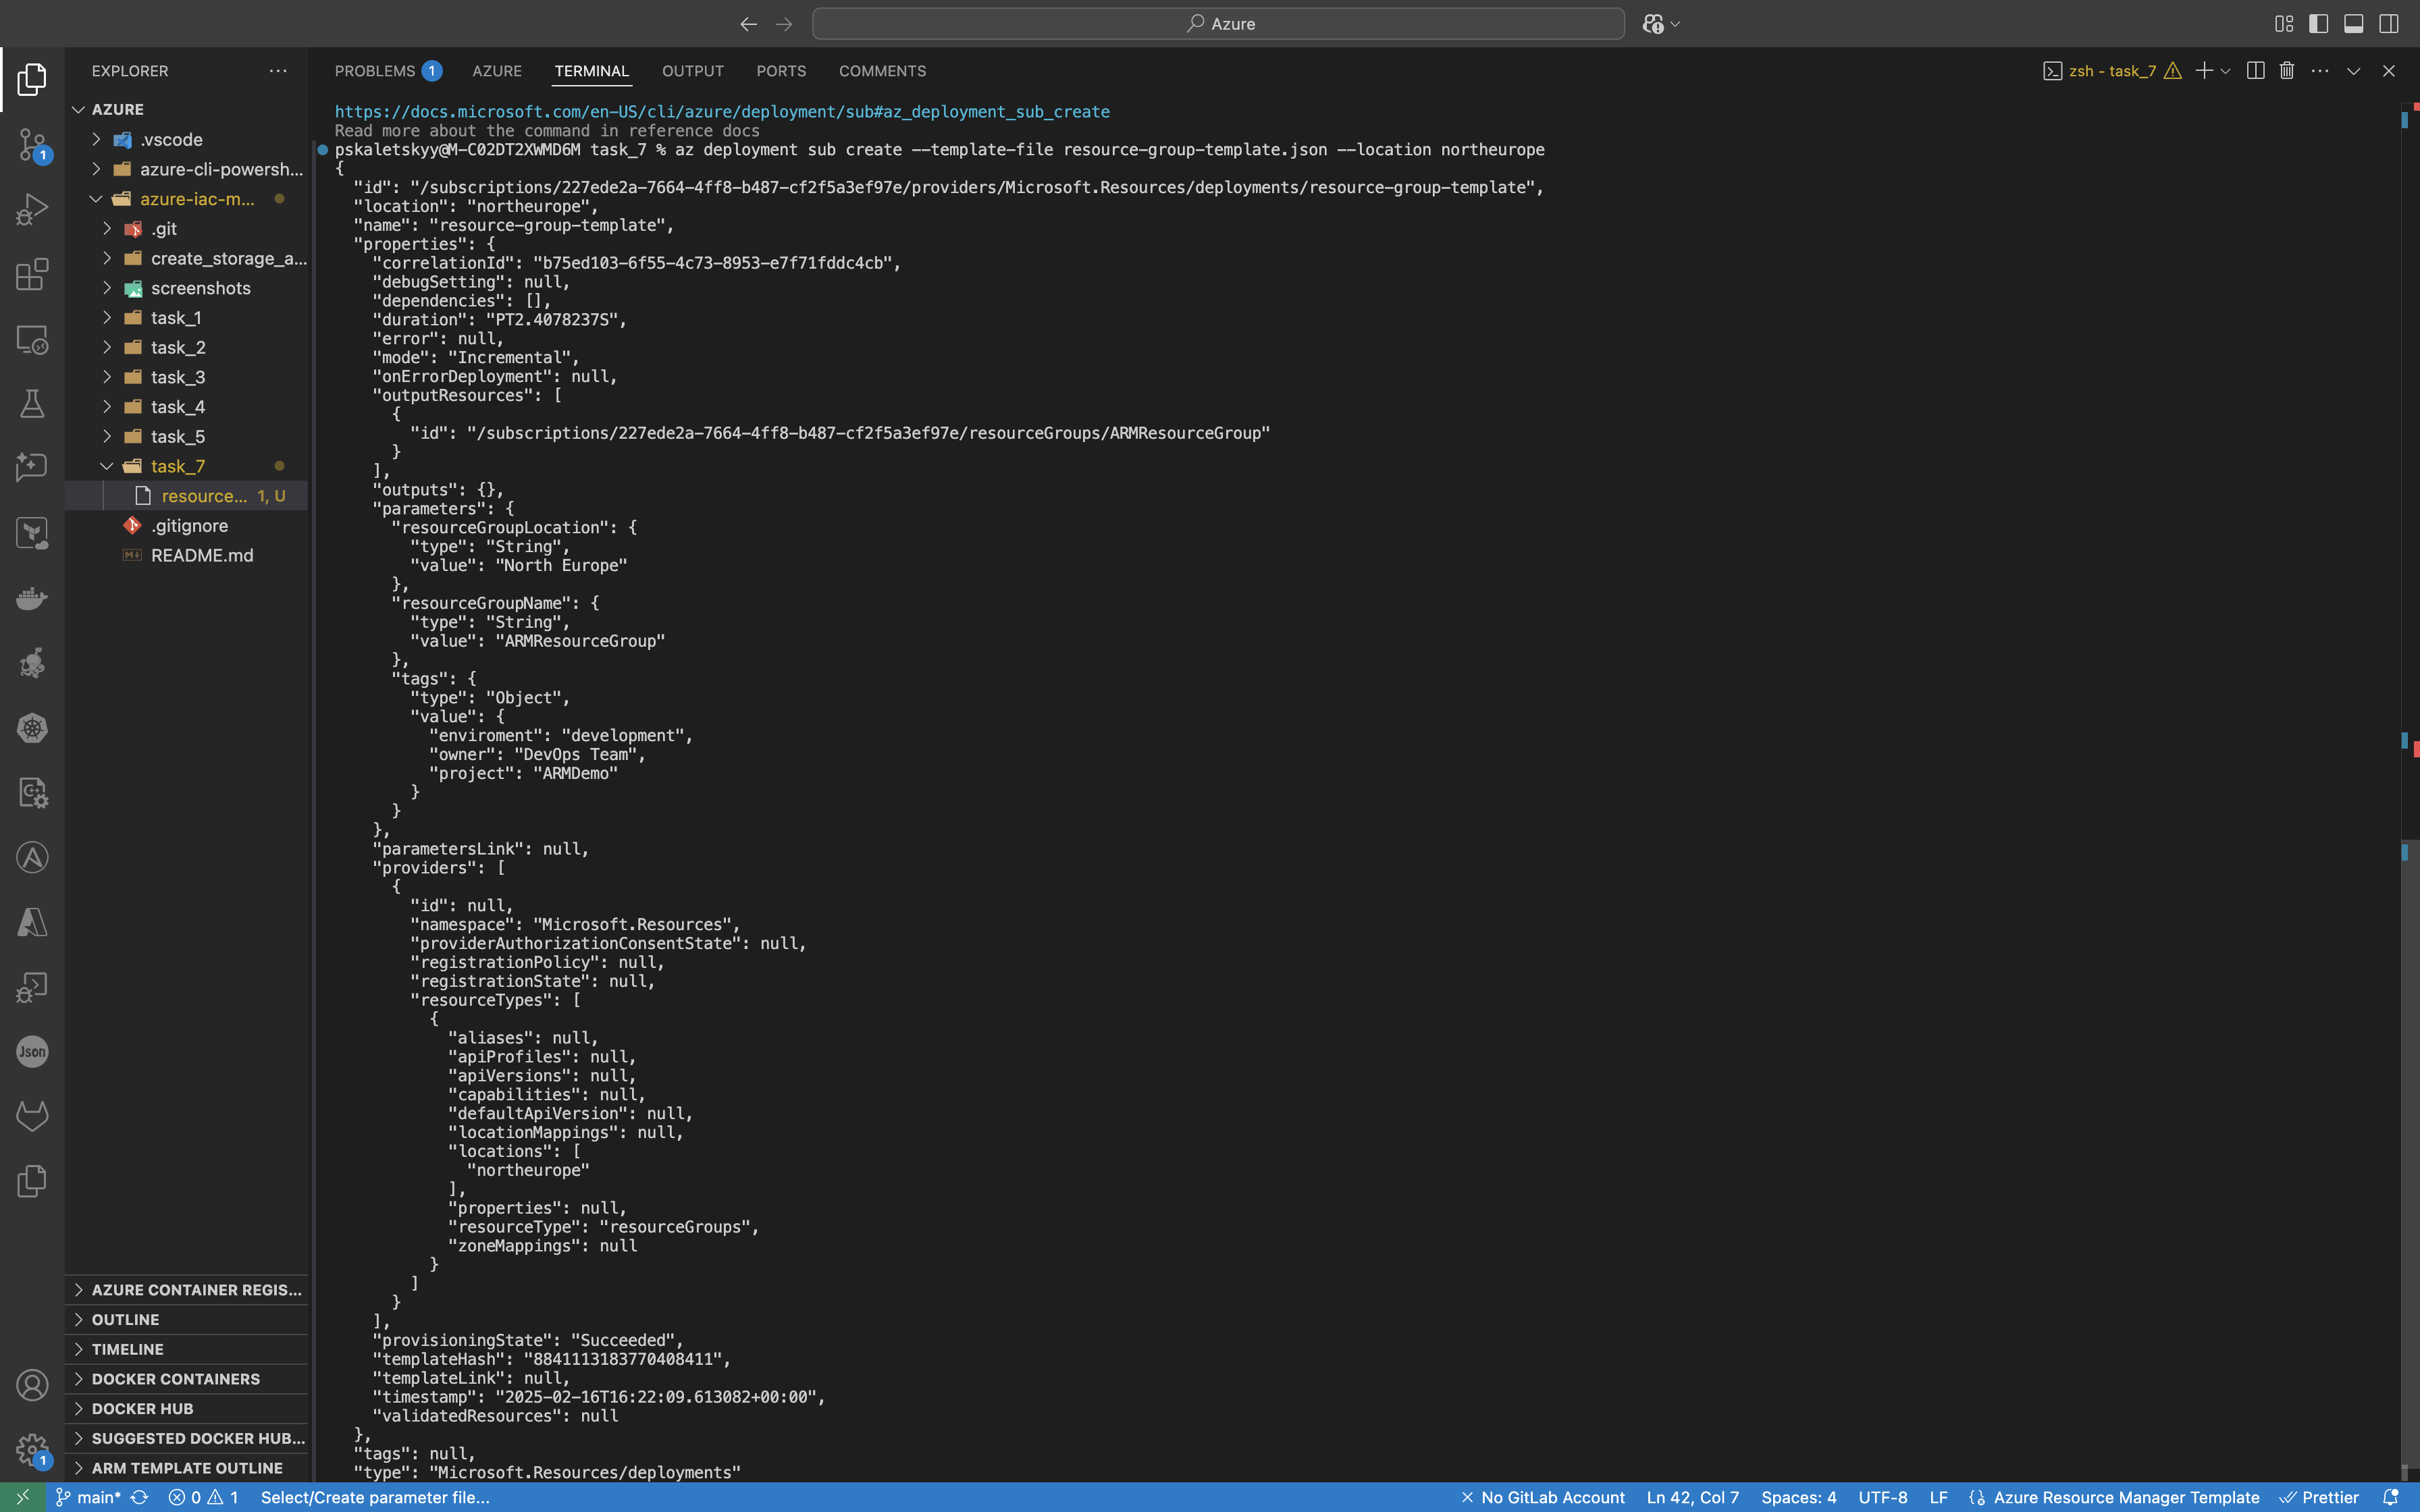 Azure
EXPLORER
AZURE
.vscode
azure-cli-powersh...
azure-iac-m...
.git
create_storage_a...
screenshots
task_1
task_2
task_3
task_4
task_5
task_7
resource... 1, U
.gitignore
README.md
AZURE CONTAINER REGIS...
OUTLINE
TIMELINE
DOCKER CONTAINERS
DOCKER HUB
SUGGESTED DOCKER HUB...
ARM TEMPLATE OUTLINE
1
Json
1
PROBLEMS 1 AZURE TERMINAL OUTPUT PORTS COMMENTS
zsh - task_7
https://docs.microsoft.com/en-US/cli/azure/deployment/sub#az_deployment_sub_create
Read more about the command in reference docs
pskaletskyy@M-C02DT2XWMD6M task_7 % az deployment sub create --template-file resource-group-template.json --location northeurope
{
"id": "/subscriptions/227ede2a-7664-4ff8-b487-cf2f5a3ef97e/providers/Microsoft.Resources/deployments/resource-group-template",
"location": "northeurope",
"name": "resource-group-template",
"properties": {
"correlationId": "b75ed103-6f55-4c73-8953-e7f71fddc4cb",
"debugSetting": null,
"dependencies": [],
"duration": "PT2.4078237S",
"error": null,
"mode": "Incremental",
"onErrorDeployment": null,
"outputResources": [
{
"id": "/subscriptions/227ede2a-7664-4ff8-b487-cf2f5a3ef97e/resourceGroups/ARMResourceGroup"
}
],
"outputs": {},
"parameters": {
"resourceGroupLocation": {
"type": "String",
"value": "North Europe"
},
"resourceGroupName": {
"type": "String",
"value": "ARMResourceGroup"
},
"tags": {
"type": "Object",
"value": {
"enviroment": "development",
"owner": "DevOps Team",
"project": "ARMDemo"
}
}
},
"parametersLink": null,
"providers": [
{
"id": null,
"namespace": "Microsoft.Resources",
"providerAuthorizationConsentState": null,
"registrationPolicy": null,
"registrationState": null,
"resourceTypes": [
{
"aliases": null,
"apiProfiles": null,
"apiVersions": null,
"capabilities": null,
"defaultApiVersion": null,
"locationMappings": null,
"locations": [
"northeurope"
],
"properties": null,
"resourceType": "resourceGroups",
"zoneMappings": null
}
]
}
],
"provisioningState": "Succeeded",
"templateHash": "8841113183770408411",
"templateLink": null,
"timestamp": "2025-02-16T16:22:09.613082+00:00",
"validatedResources": null
},
"tags": null,
"type": "Microsoft.Resources/deployments"
main* 0 1 Select/Create parameter file... No GitLab Account Ln 42, Col 7 Spaces: 4 UTF-8 LF Azure Resource Manager Template Prettier